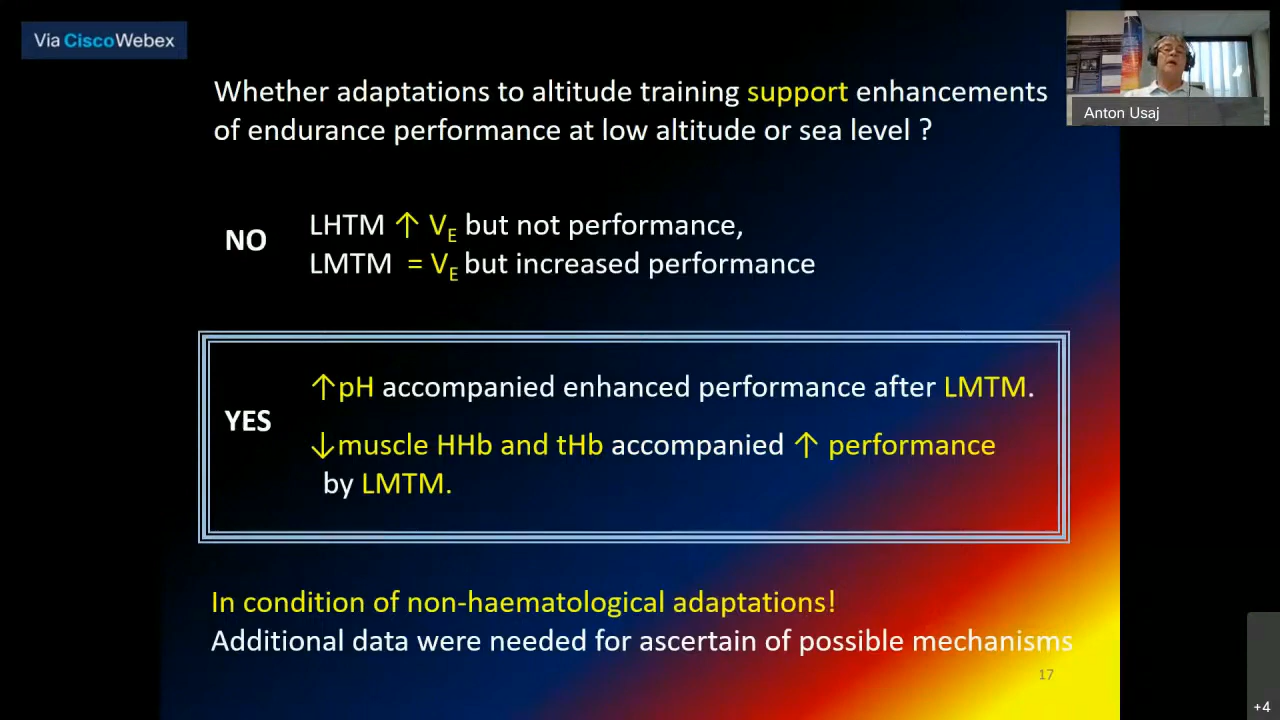 Via CiscoWebex
Anton Usaj
Whether adaptations to altitude training support enhancements
of endurance performance at low altitude or sea level ?
NO
LHTM ↑ VE but not performance,
LMTM = VE but increased performance
YES
↑pH accompanied enhanced performance after LMTM.
↓muscle HHb and tHb accompanied ↑ performance
by LMTM.
In condition of non-haematological adaptations!
Additional data were needed for ascertain of possible mechanisms
17
+4